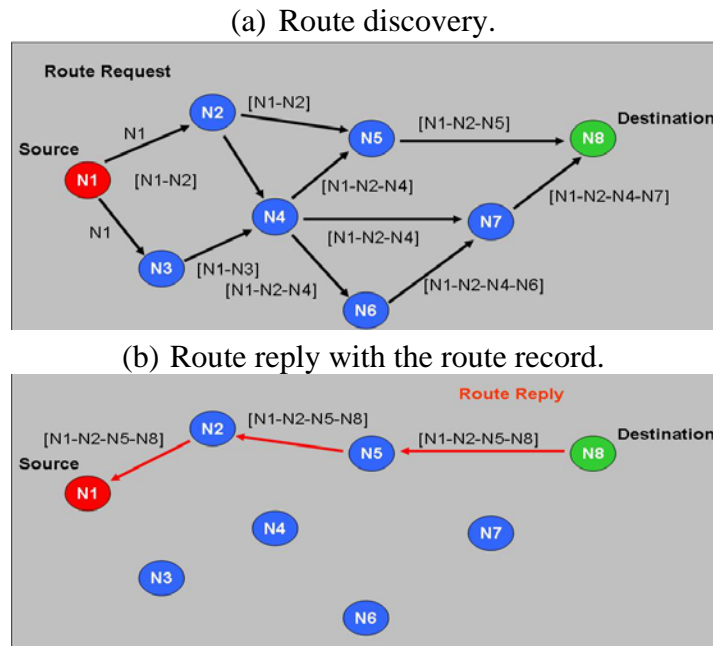 (a) Route discovery.
Route Request
N2
[N1-N2]
N1
N5
[N1-N2-N5]
Destination
N8
Source
N1
[N1-N2]
[N1-N2-N4]
[N1-N2-N4-N7]
N1
N4
[N1-N2-N4]
N7
N3
[N1-N3]
[N1-N2-N4]
[N1-N2-N4-N6]
N6
(b) Route reply with the route record.
Route Reply
[N1-N2-N5-N8]
N2
[N1-N2-N5-N8]
[N1-N2-N5-N8]
Destination
Source
N5
N8
N1
N4
N7
N3
N6